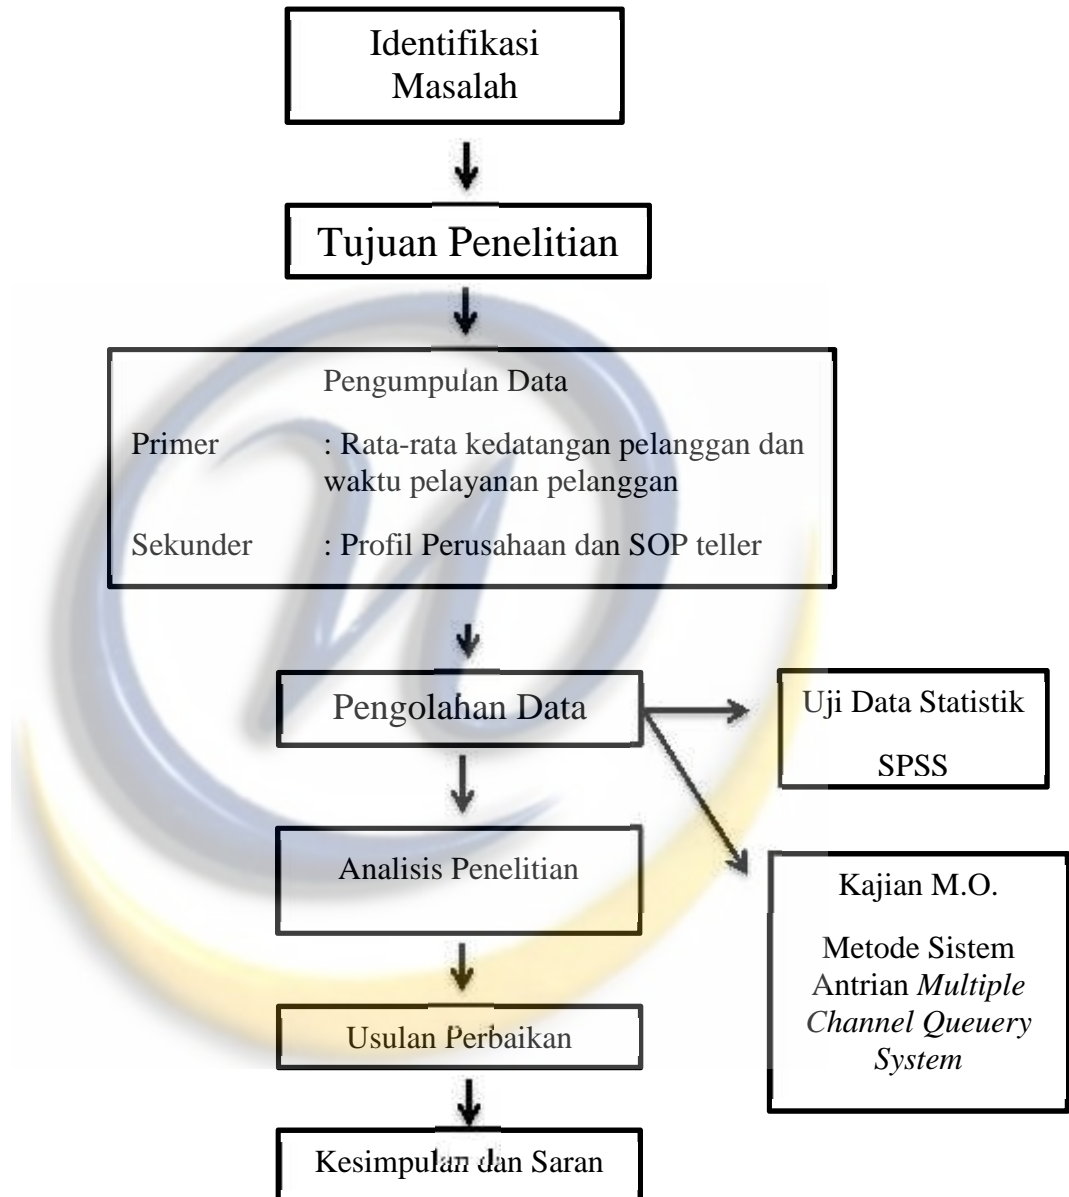 Identifikasi
Masalah
Tujuan Penelitian
Pengumpulan Data
Primer : Rata-rata kedatangan pelanggan dan
waktu pelayanan pelanggan
Sekunder : Profil Perusahaan dan SOP teller
Pengolahan Data
Uji Data Statistik
SPSS
Analisis Penelitian
Kajian M.O.
Metode Sistem
Antrian Multiple
Channel Queuery
System
Usulan Perbaikan
Kesimpulan dan Saran